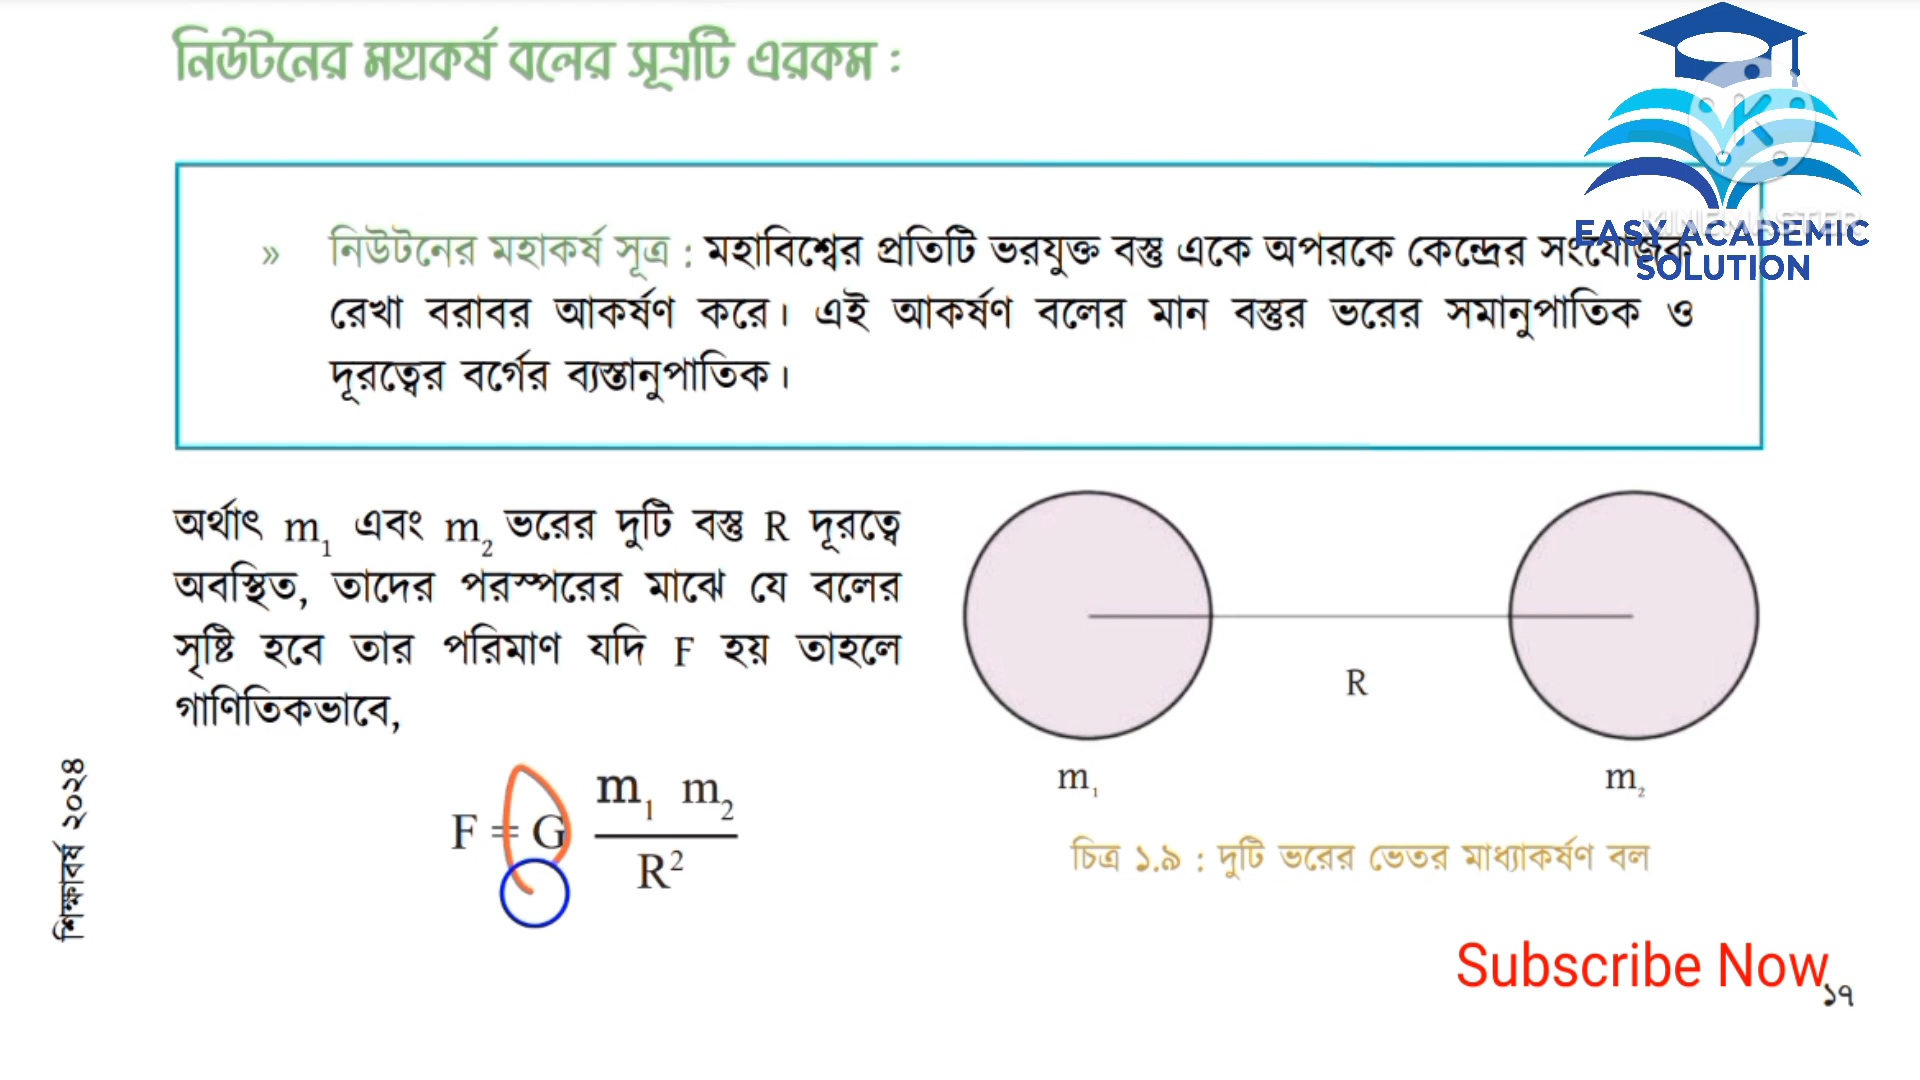 নিউটনের মহাকর্ষ বলের সূত্রটি এরকম :
» নিউটনের মহাকর্ষ সূত্র : মহাবিশ্বের প্রতিটি ভরযুক্ত বস্তু একে অপরকে কেন্দ্রের সংযোজক
রেখা বরাবর আকর্ষণ করে। এই আকর্ষণ বলের মান বস্তুর ভরের সমানুপাতিক ও
দূরত্বের বর্গের ব্যস্তানুপাতিক।
KINEMASTER
EASY ACADEMIC
SOLUTION
অর্থাৎ m₁ এবং m₂ ভরের দুটি বস্তু R দূরত্বে
অবস্থিত, তাদের পরস্পরের মাঝে যে বলের
সৃষ্টি হবে তার পরিমাণ যদি F হয় তাহলে
গাণিতিকভাবে,
F = G m₁ m₂
R²
R
m₁ m₂
চিত্র ১.৯ : দুটি ভরের ভেতর মাধ্যাকর্ষণ বল
শিক্ষাবর্ষ ২০২৪
Subscribe Now
১৭